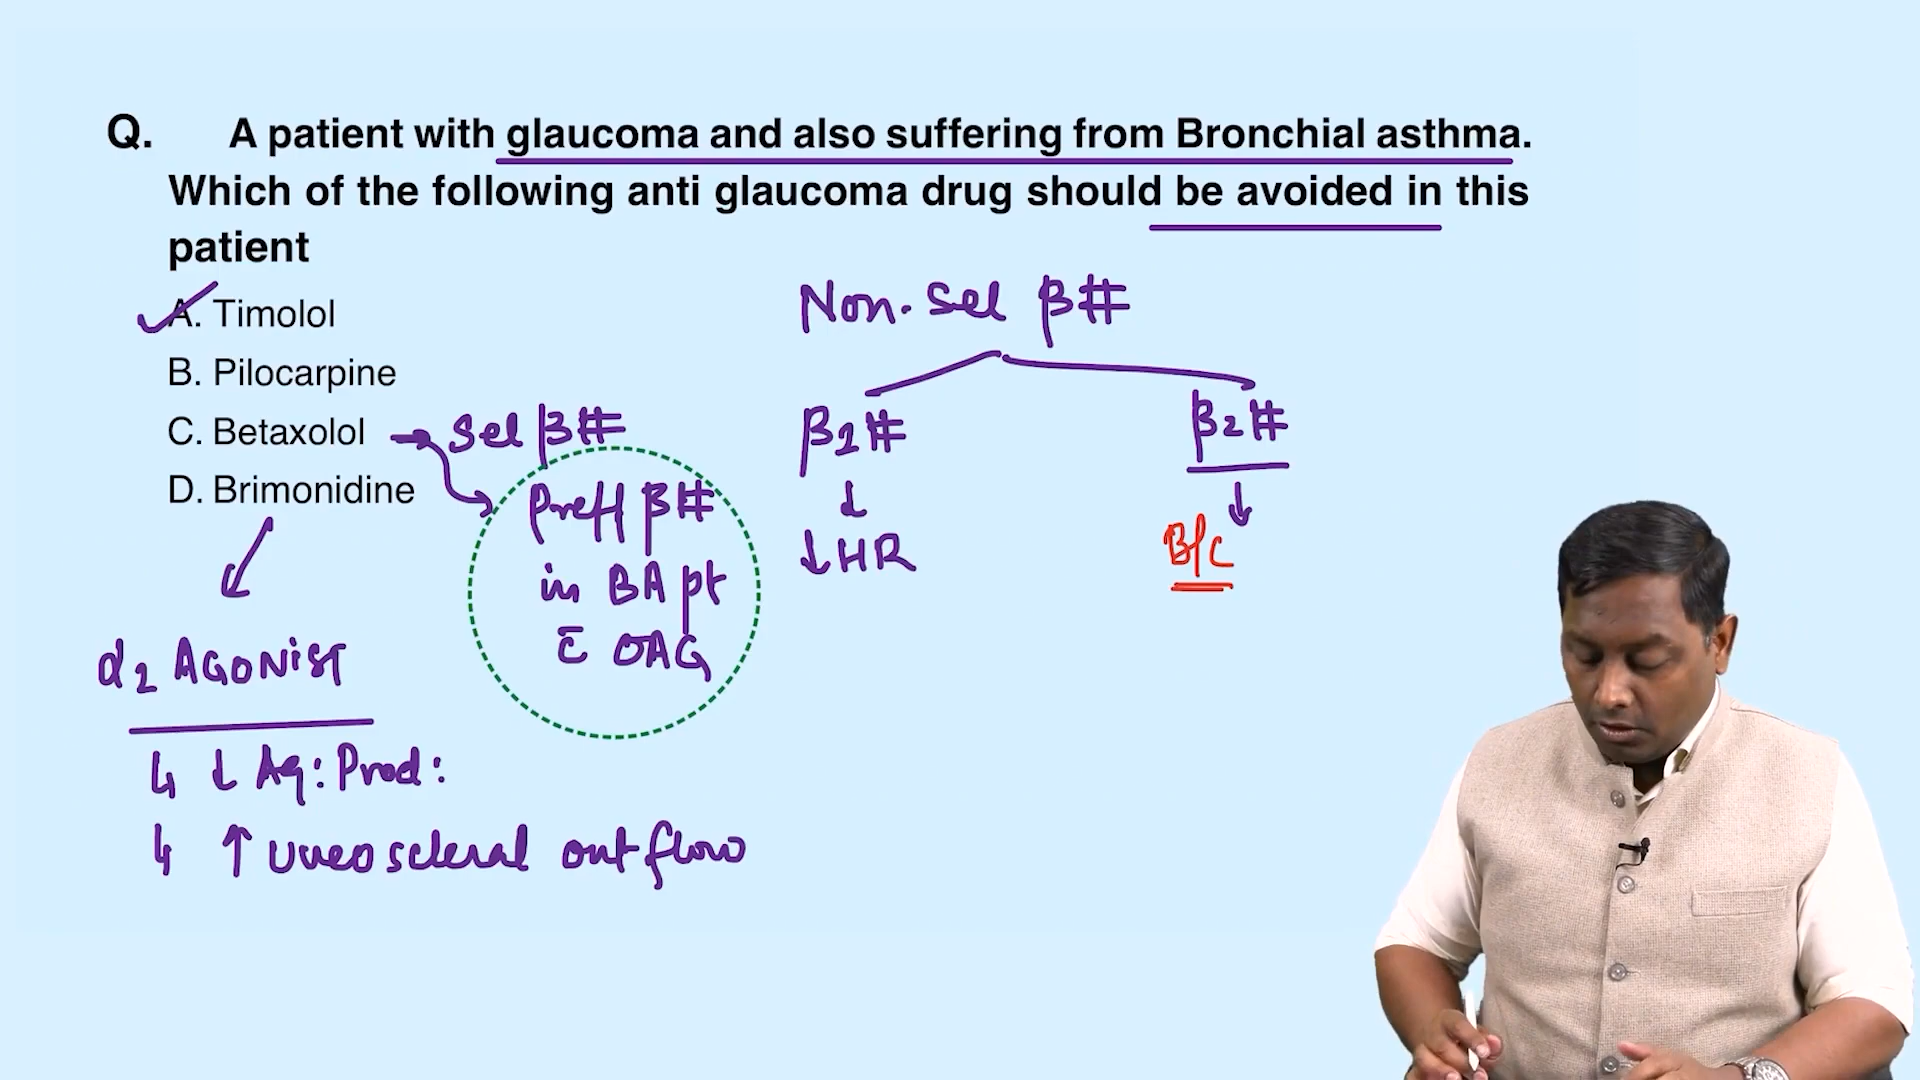 Q. A patient with glaucoma and also suffering from Bronchial asthma.
Which of the following anti glaucoma drug should be avoided in this
patient
A. Timolol
B. Pilocarpine
C. Betaxolol
D. Brimonidine
Non. Sel β#
β1#
↓
↓HR
β2#
↓
B/C
Sel β#
Preff β#
in BA pt
c̄ OAG
α2 AGONIST
↳ ↓ Aq: Prod:
↳ ↑ Uveoscleral outflow